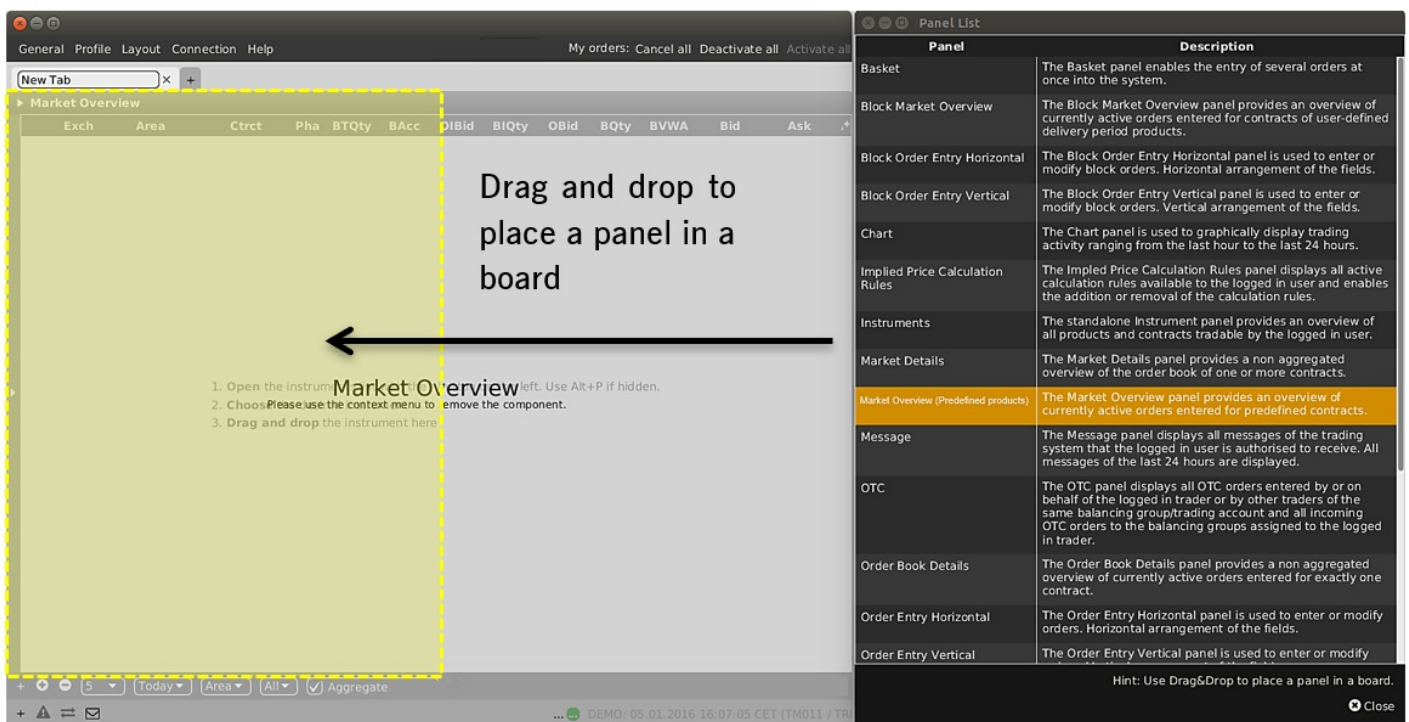 General Profile Layout Connection Help
My orders: Cancel all Deactivate all Activate all
New Tab
Market Overview
Exch Area Ctrct Pha BTQty BAcc OIBid BIQty OBid BQty BVWA Bid Ask
Drag and drop to
place a panel in a
board
1. Open the left. Use Alt+P if hidden.
Market Overview
2. Choose
Please use the context menu to remove the component.
3. Drag and drop the instrument here
+ 5 Today Area All Aggregate
... DEMO: 05.01.2016 16:07:05 CET (TM011 /
Panel List
Panel Description
Basket
The Basket panel enables the entry of several orders at
once into the system.
Block Market Overview
The Block Market Overview panel provides an overview of
currently active orders entered for contracts of user-defined
delivery period products.
Block Order Entry Horizontal
The Block Order Entry Horizontal panel is used to enter or
modify block orders. Horizontal arrangement of the fields.
Block Order Entry Vertical
The Block Order Entry Vertical panel is used to enter or
modify block orders. Vertical arrangement of the fields.
Chart
The Chart panel is used to graphically display trading
activity ranging from the last hour to the last 24 hours.
Implied Price Calculation
Rules
The Impled Price Calculation Rules panel displays all active
calculation rules available to the logged in user and enables
the addition or removal of the calculation rules.
Instruments
The standalone Instrument panel provides an overview of
all products and contracts tradable by the logged in user.
Market Details
The Market Details panel provides a non aggregated
overview of the order book of one or more contracts.
Market Overview (Predefined products)
The Market Overview panel provides an overview of
currently active orders entered for predefined contracts.
Message
The Message panel displays all messages of the trading
system that the logged in user is authorised to receive. All
messages of the last 24 hours are displayed.
OTC
The OTC panel displays all OTC orders entered by or on
behalf of the logged in trader or by other traders of the
same balancing group/trading account and all incoming
OTC orders to the balancing groups assigned to the logged
in trader.
Order Book Details
The Order Book Details panel provides a non aggregated
overview of currently active orders entered for exactly one
contract.
Order Entry Horizontal
The Order Entry Horizontal panel is used to enter or modify
orders. Horizontal arrangement of the fields.
Order Entry Vertical
The Order Entry Vertical panel is used to enter or modify
Hint: Use Drag&Drop to place a panel in a board.
Close